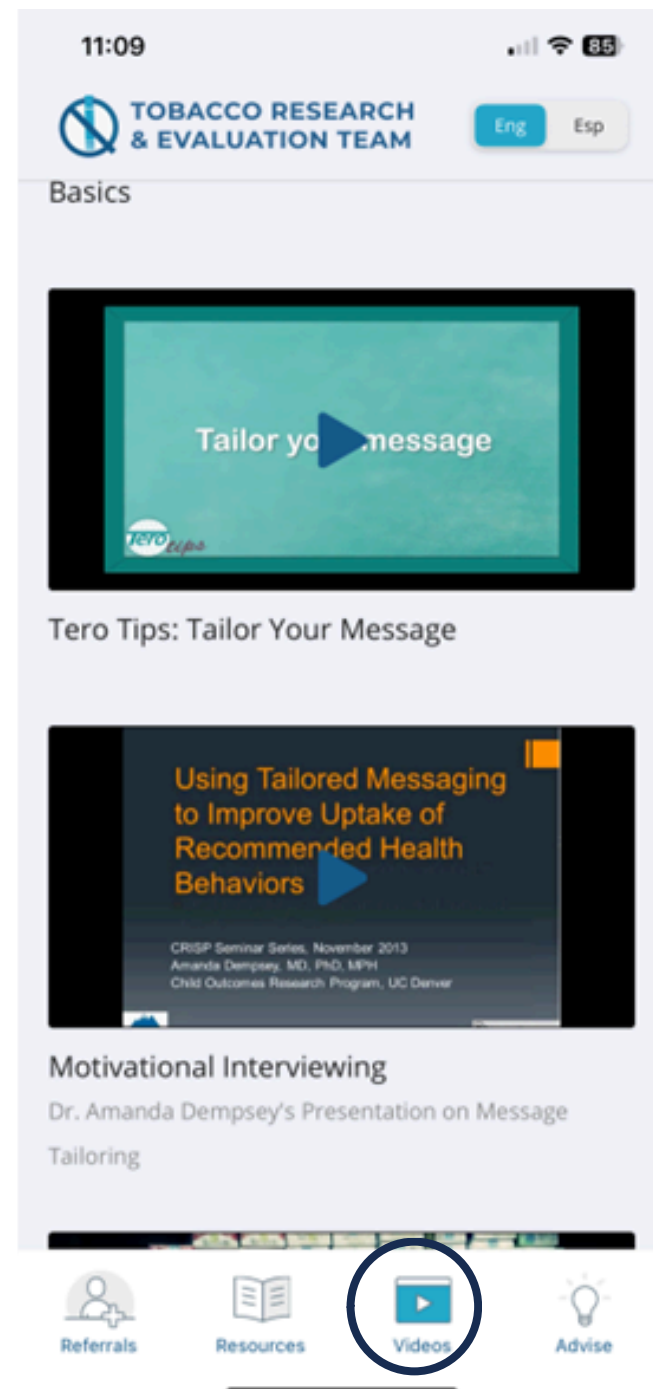 11:09
85
TOBACCO RESEARCH
& EVALUATION TEAM
Eng
Esp
Basics
Tailor yo message
Tero tips
Tero Tips: Tailor Your Message
Using Tailored Messaging
to Improve Uptake of
Recommended Health
Behaviors
CRISP Seminar Series, November 2013
Amanda Dempsey, MD, PhD, MPH
Child Outcomes Research Program, UC Denver
Motivational Interviewing
Dr. Amanda Dempsey's Presentation on Message
Tailoring
Referrals
Resources
Videos
Advise